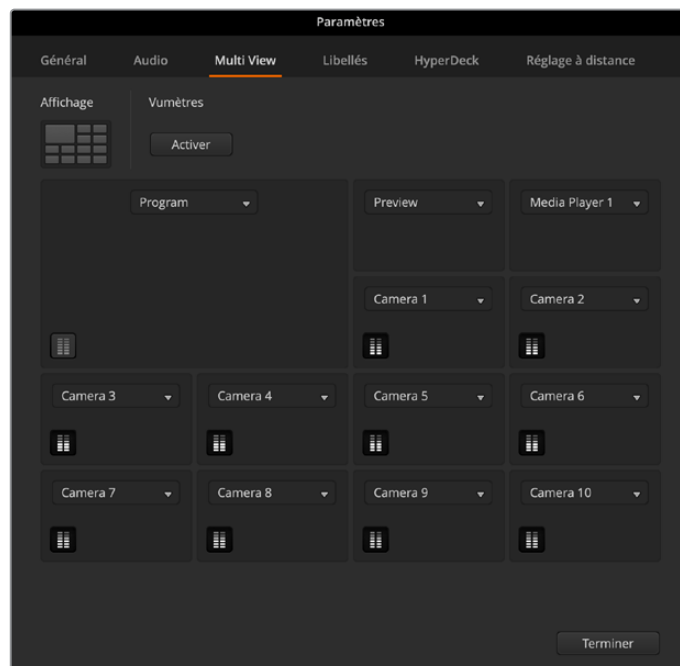 Paramètres
Général Audio Multi View Libellés HyperDeck Réglage à distance
Affichage Vumètres
Activer
Program Preview Media Player 1
Camera 1 Camera 2
Camera 3 Camera 4 Camera 5 Camera 6
Camera 7 Camera 8 Camera 9 Camera 10
Terminer